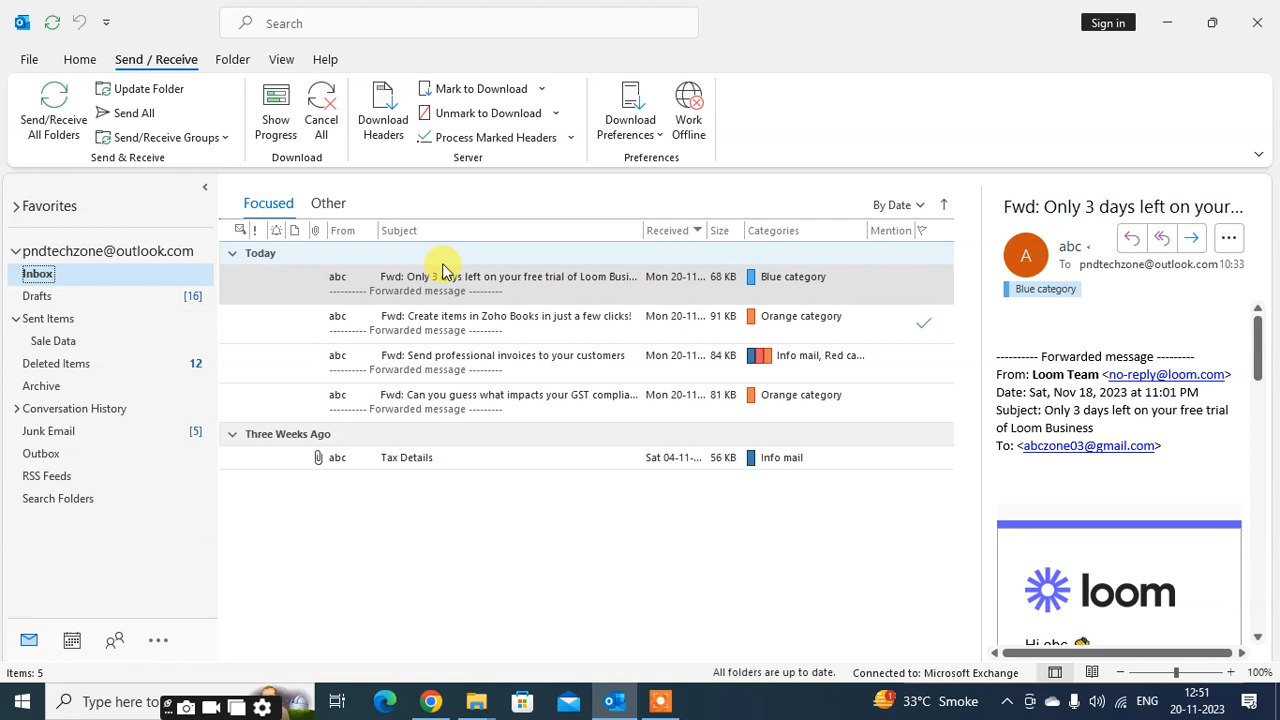 Search
Sign in
File Home Send / Receive Folder View Help
Send/Receive All Folders
Update Folder
Send All
Send/Receive Groups
Send & Receive
Show Progress
Cancel All
Download
Download Headers
Mark to Download
Unmark to Download
Process Marked Headers
Server
Download Preferences
Work Offline
Preferences
Favorites
pndtechzone@outlook.com
Inbox
Drafts [16]
Sent Items
Sale Data
Deleted Items 12
Archive
Conversation History
Junk Email [5]
Outbox
RSS Feeds
Search Folders
Focused Other
By Date
! From Subject Received Size Categories Mention
Today
abc Fwd: Only 3 days left on your free trial of Loom Busi... Mon 20-11... 68 KB Blue category
---------- Forwarded message ---------
abc Fwd: Create items in Zoho Books in just a few clicks! Mon 20-11... 91 KB Orange category
---------- Forwarded message ---------
abc Fwd: Send professional invoices to your customers Mon 20-11... 84 KB Info mail, Red ca...
---------- Forwarded message ---------
abc Fwd: Can you guess what impacts your GST complia... Mon 20-11... 81 KB Orange category
---------- Forwarded message ---------
Three Weeks Ago
abc Tax Details Sat 04-11-... 56 KB Info mail
Fwd: Only 3 days left on your...
A
abc
To pndtechzone@outlook.com 10:33
Blue category
---------- Forwarded message ---------
From: Loom Team <no-reply@loom.com>
Date: Sat, Nov 18, 2023 at 11:01 PM
Subject: Only 3 days left on your free trial
of Loom Business
To: <abczone03@gmail.com>
loom
Hi abc
Items: 5 All folders are up to date. Connected to: Microsoft Exchange 100%
Type here to 33°C Smoke ENG 12:51
20-11-2023